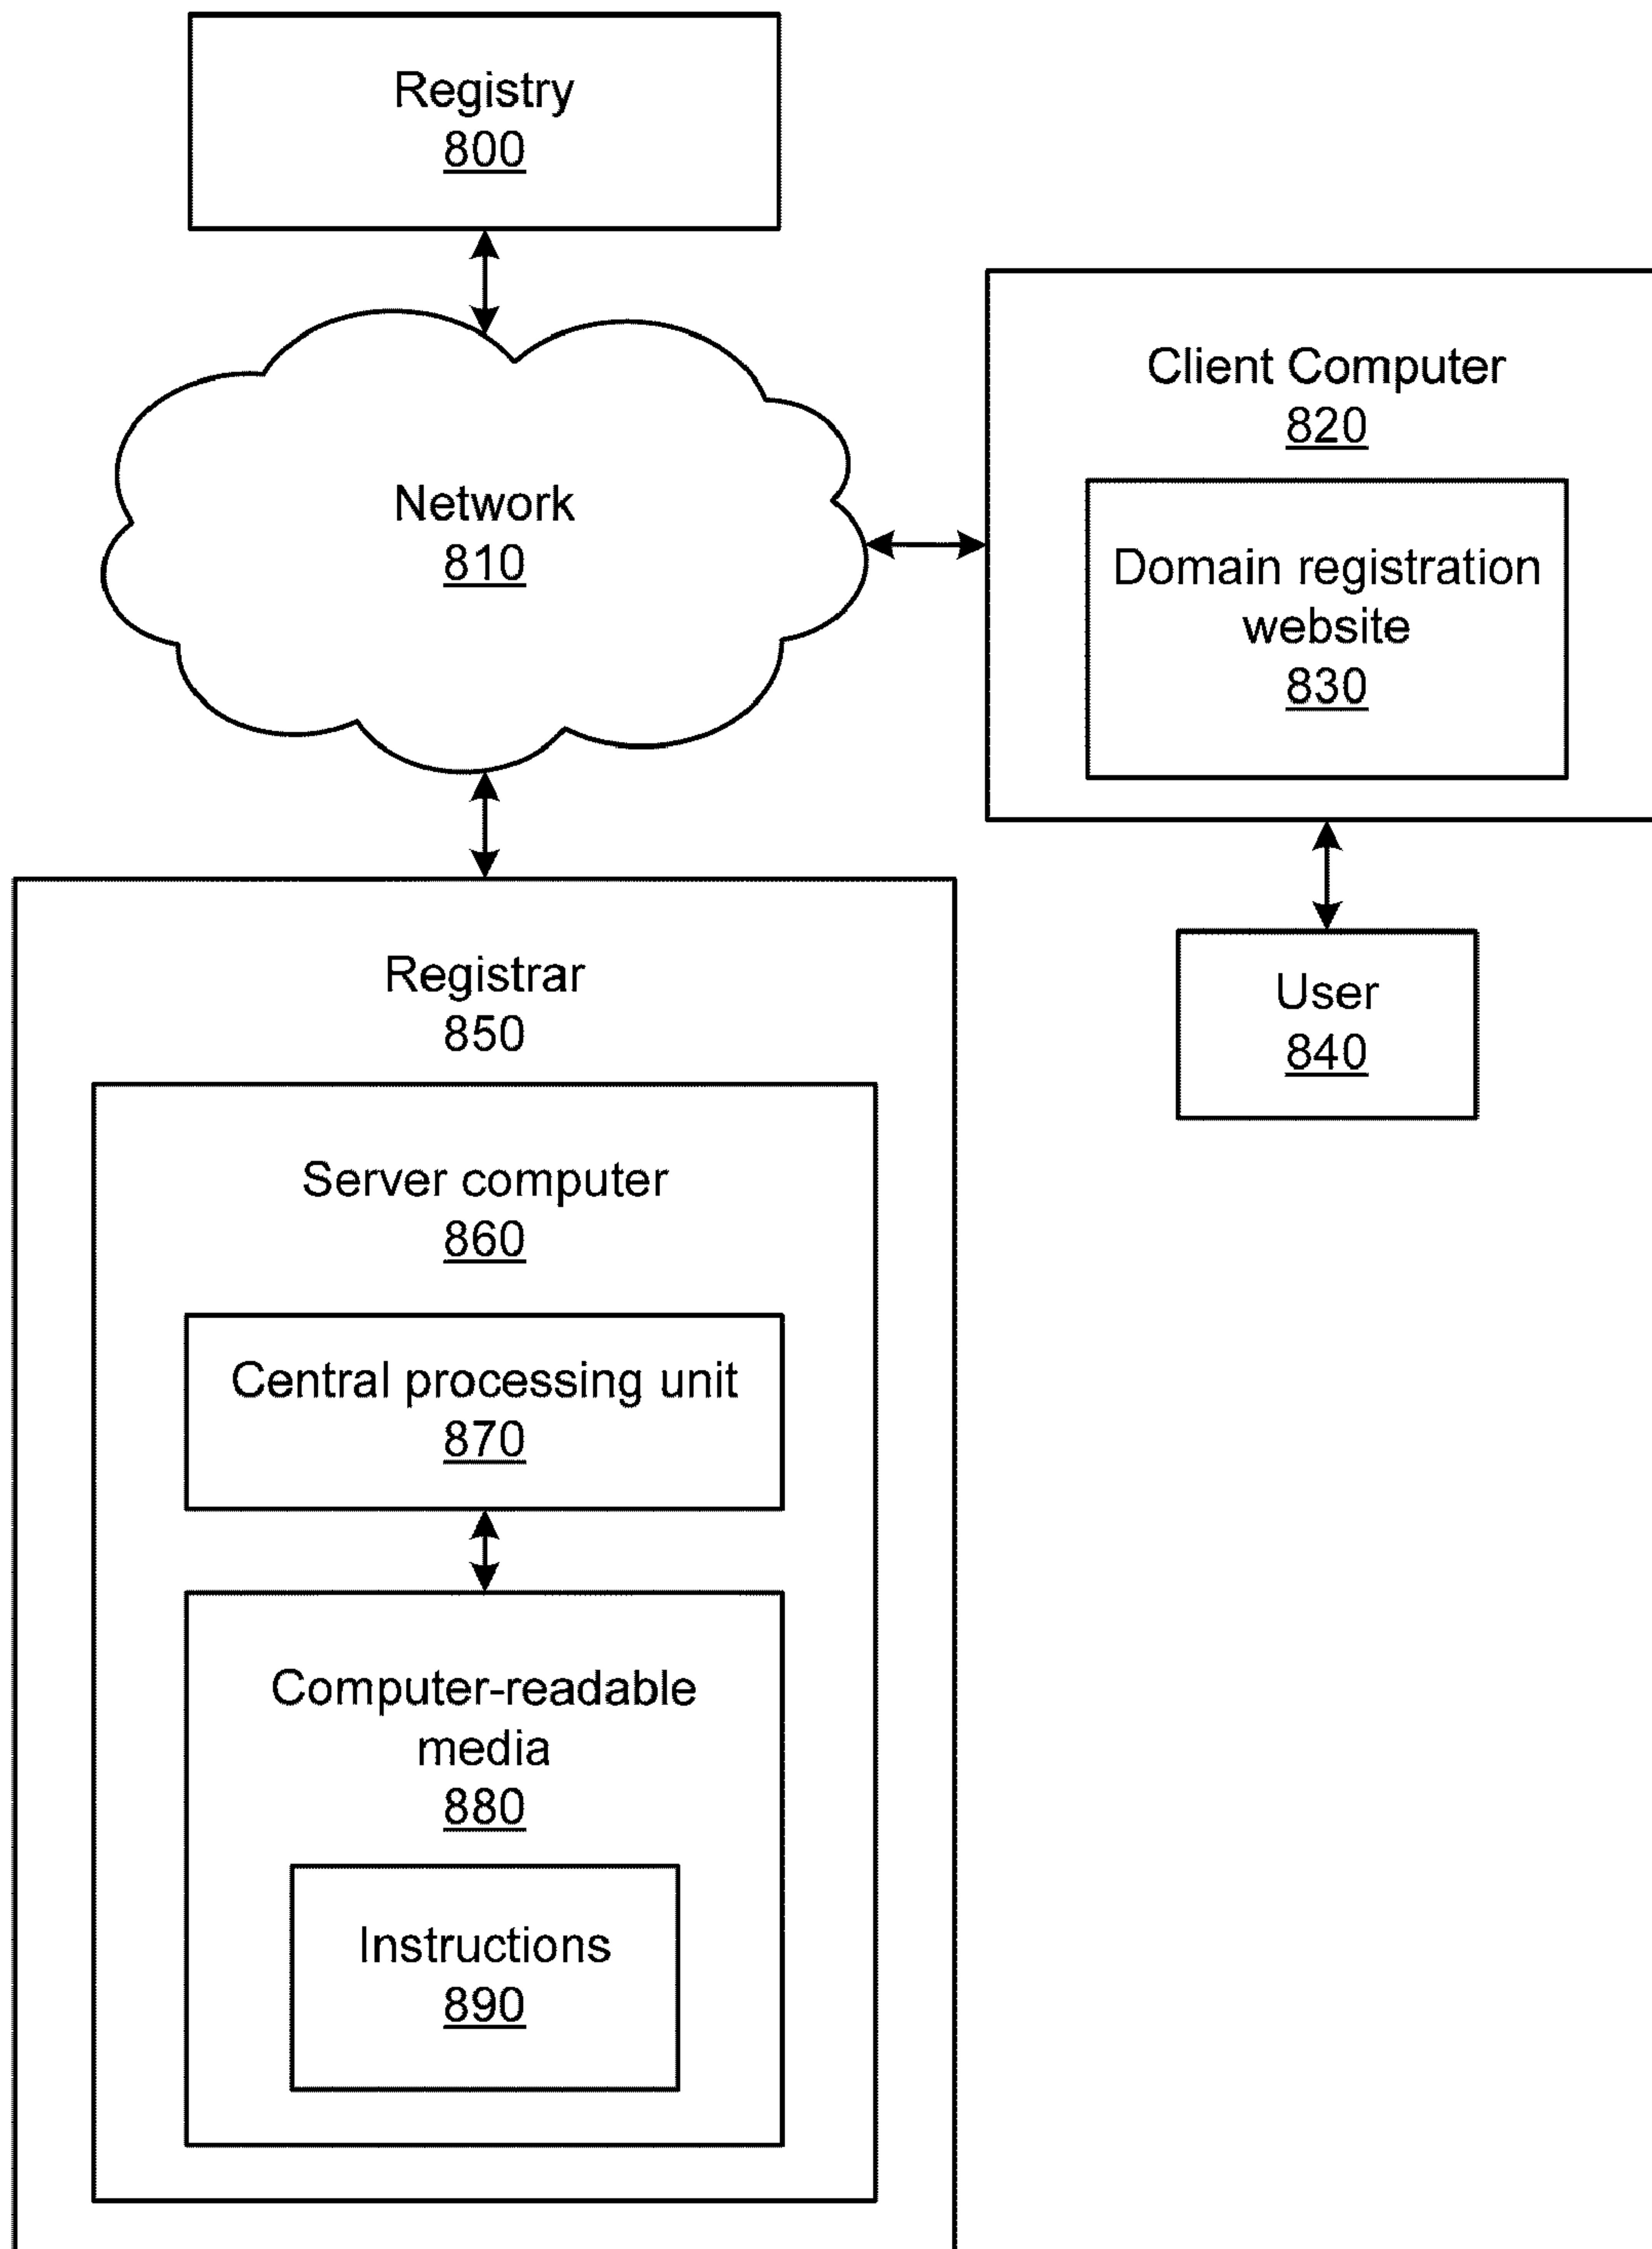 Registry
800
Network
810
Client Computer
820
Domain registration
website
830
User
840
Registrar
850
Server computer
860
Central processing unit
870
Computer-readable
media
880
Instructions
890